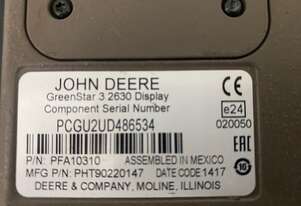 JOHN DEERE
GreenStar 3 2630 Display
Component Serial Number
PCGU2UD486534
CE
e24
020050
EAC
P/N: PFA10310 ASSEMBLED IN MEXICO
MFG P/N: PHT90220147 DATE CODE 1417
DEERE & COMPANY, MOLINE, ILLINOIS
10